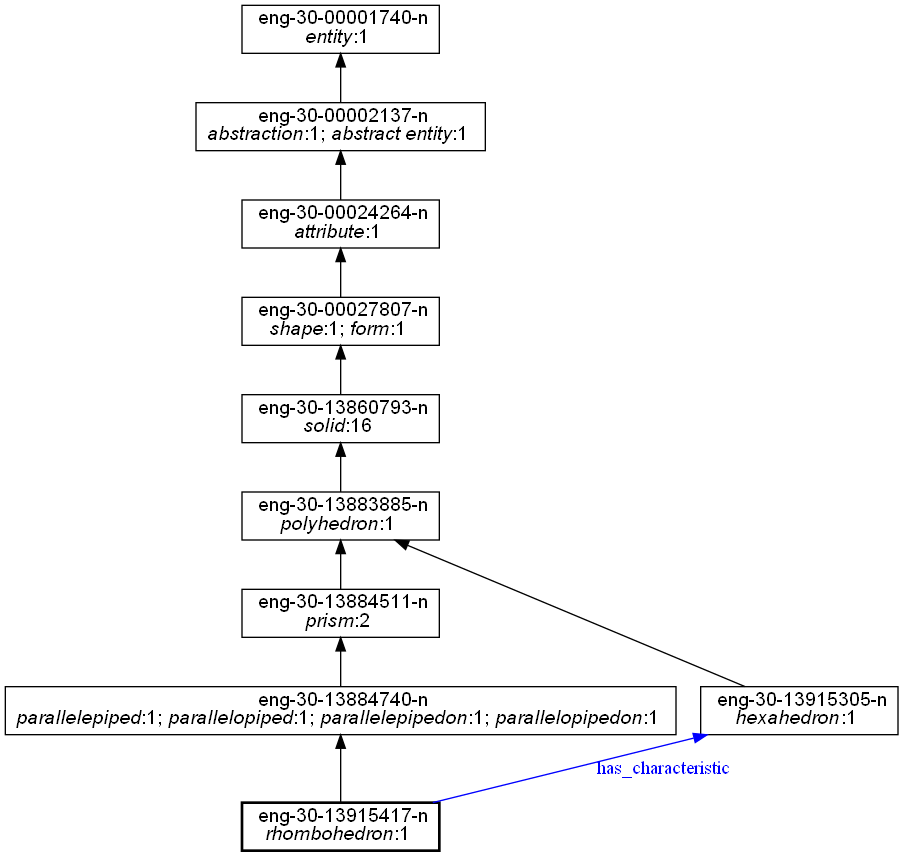 eng-30-00001740-n
entity:1
eng-30-00002137-n
abstraction:1; abstract entity:1
eng-30-00024264-n
attribute:1
eng-30-00027807-n
shape:1; form:1
eng-30-13860793-n
solid:16
eng-30-13883885-n
polyhedron:1
eng-30-13884511-n
prism:2
eng-30-13884740-n
parallelepiped:1; parallelopiped:1; parallelepipedon:1; parallelopipedon:1
eng-30-13915305-n
hexahedron:1
has_characteristic
eng-30-13915417-n
rhombohedron:1